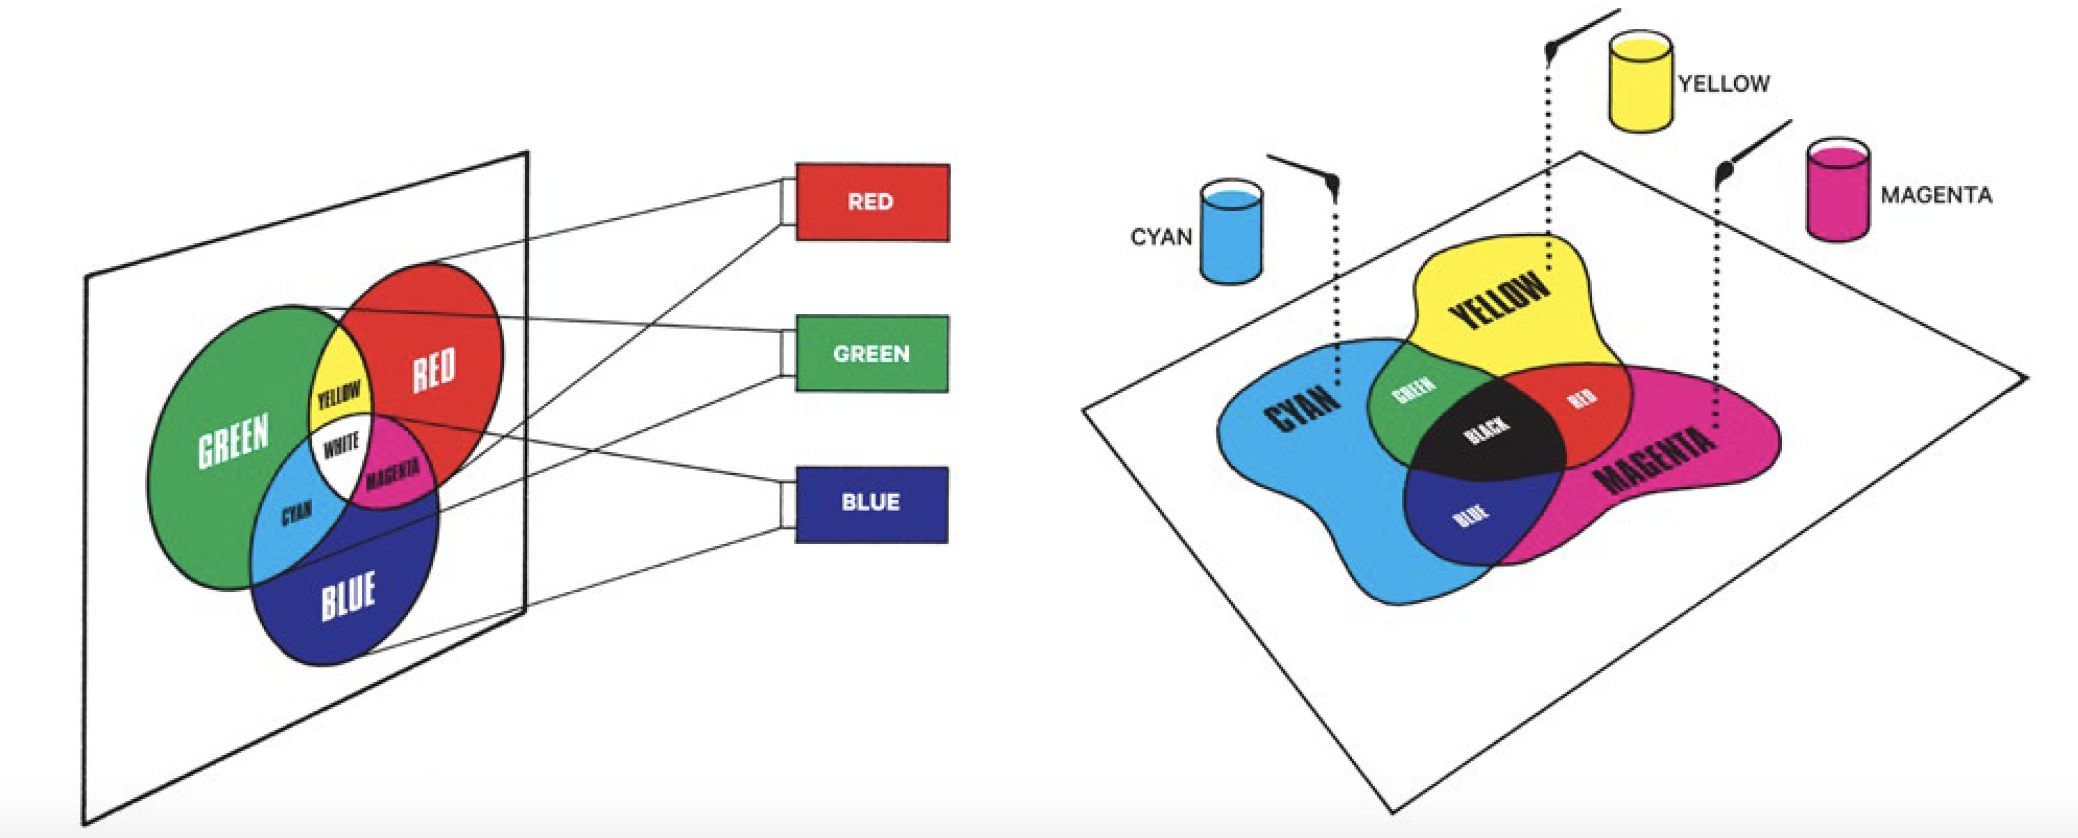 RED
GREEN
BLUE
RED
YELLOW
GREEN
WHITE
MAGENTA
CYAN
BLUE
YELLOW
MAGENTA
CYAN
YELLOW
CYAN
GREEN
RED
BLACK
MAGENTA
BLUE